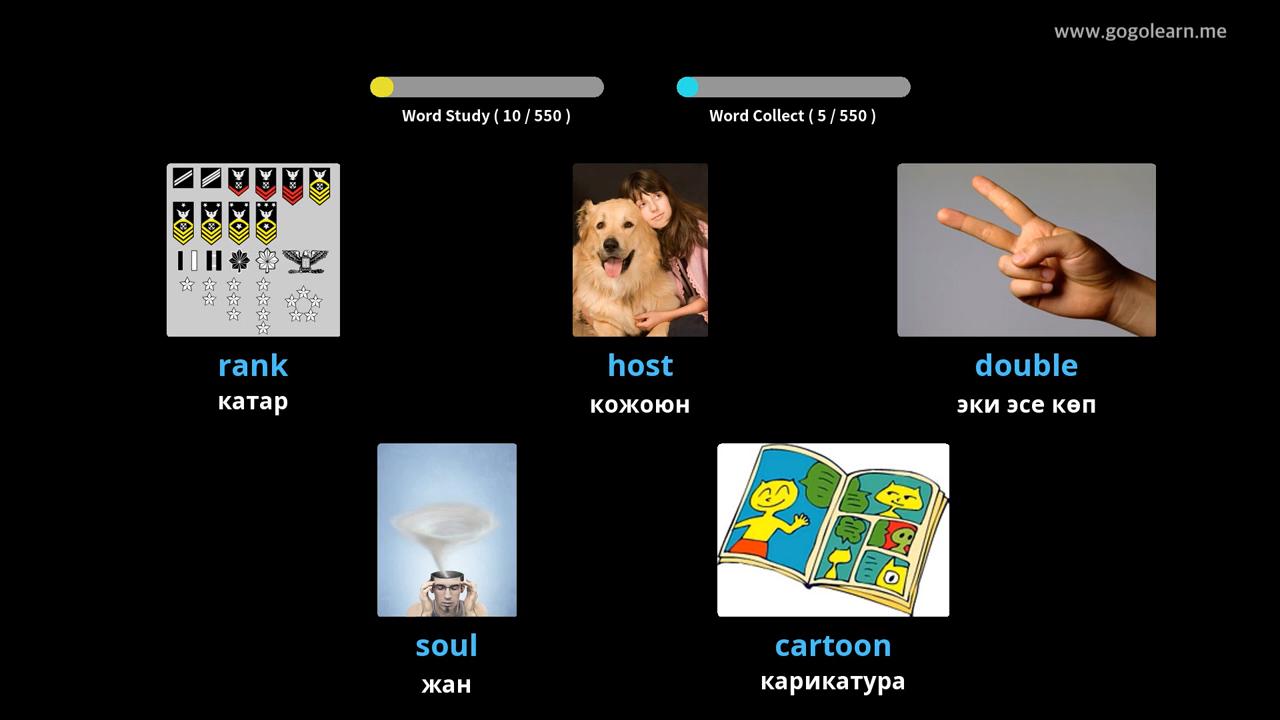 www.gogolearn.me
Word Study ( 10 / 550 )
Word Collect ( 5 / 550 )
rank
катар
host
кожоюн
double
эки эсе көп
soul
жан
cartoon
карикатура